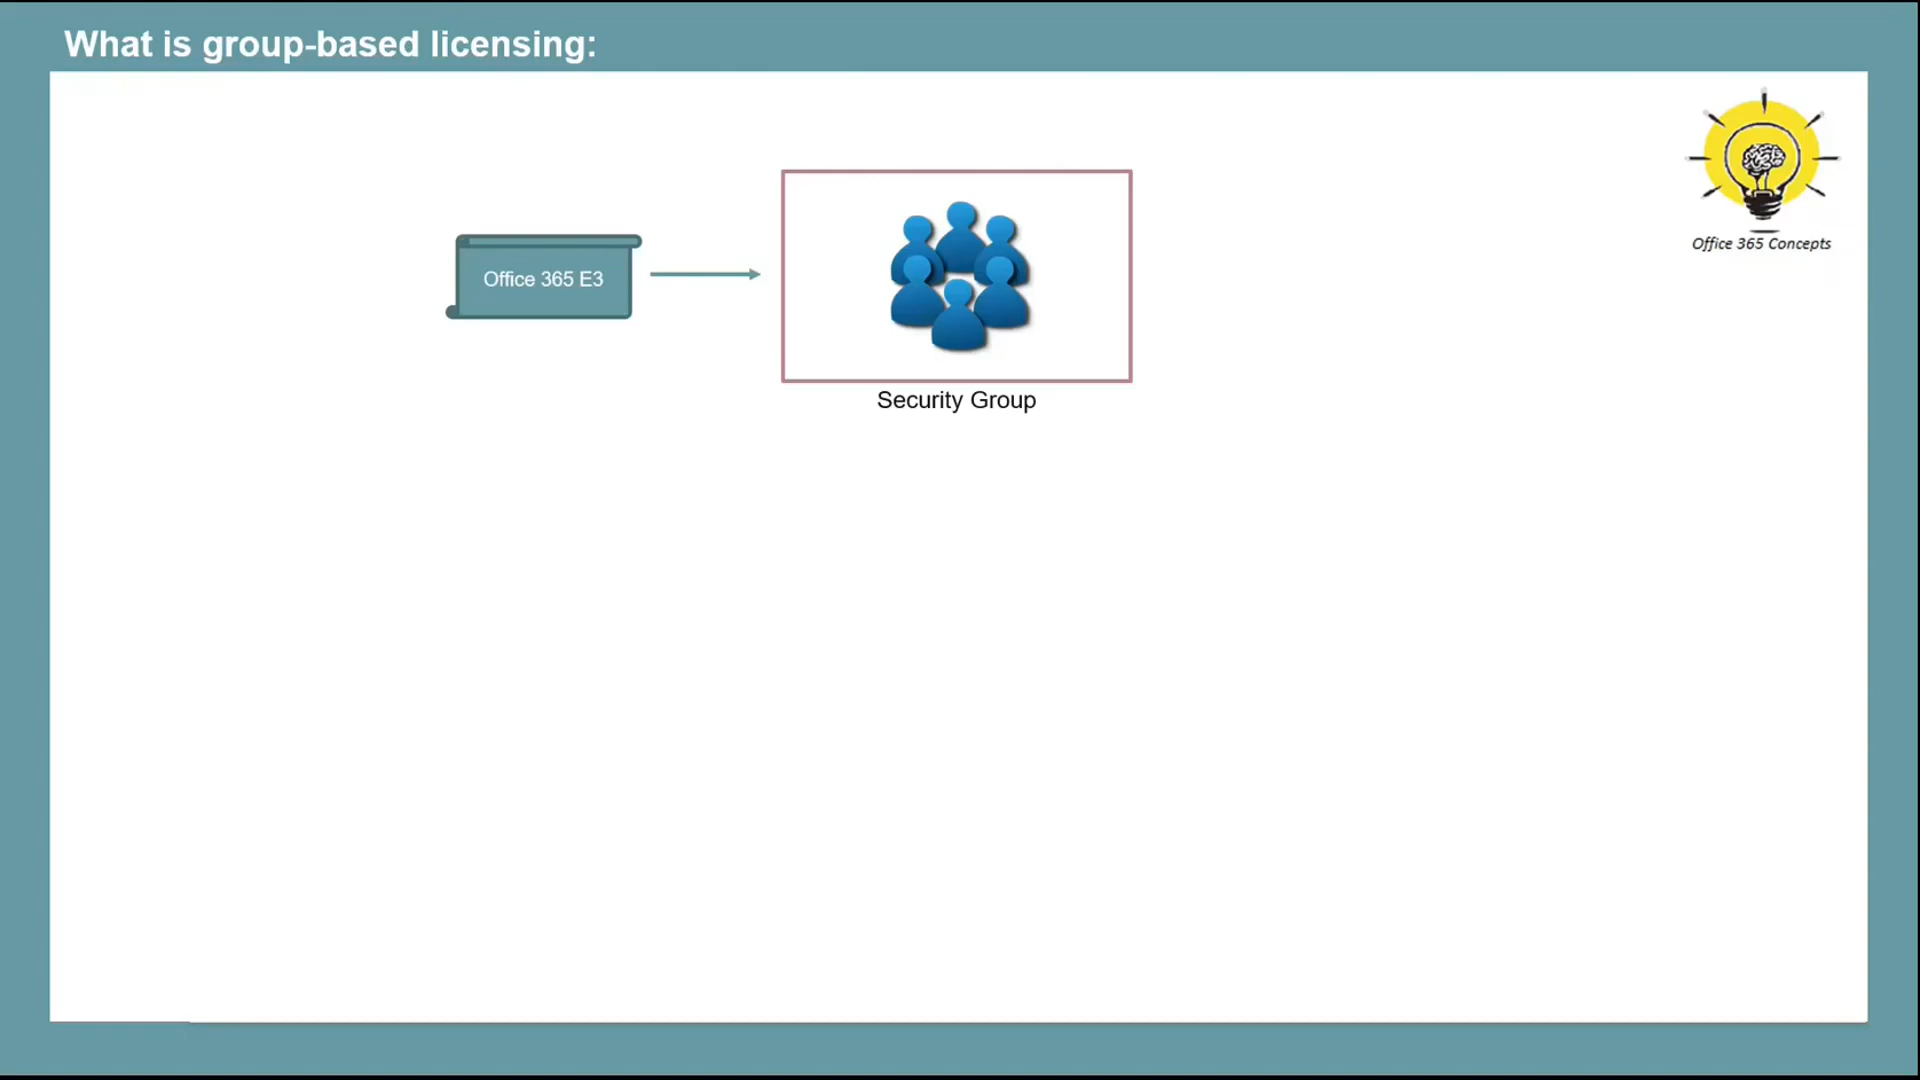 What is group-based licensing:
Office 365 Concepts
Office 365 E3
Security Group